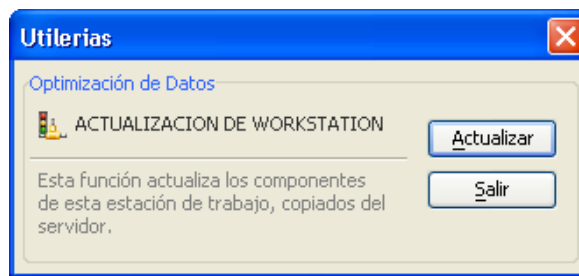 Utilerias
Optimización de Datos
ACTUALIZACION DE WORKSTATION
Actualizar
Esta función actualiza los componentes
de esta estación de trabajo, copiados del
servidor.
Salir